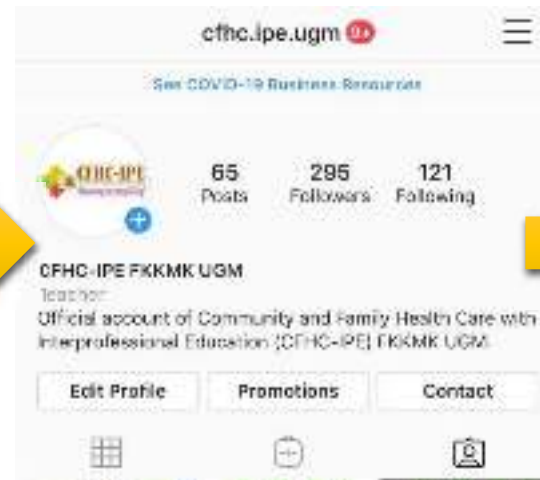 cfhc.ipe.ugm 9+
See COVID-19 Business Resources
CFHC-IPE
65 295 121
Posts Followers Following
CFHC-IPE FKKMK UGM
Teacher
Official account of Community and Family Health Care with
Interprofessional Education (CFHC-IPE) FKKMK UGM
Edit Profile Promotions Contact